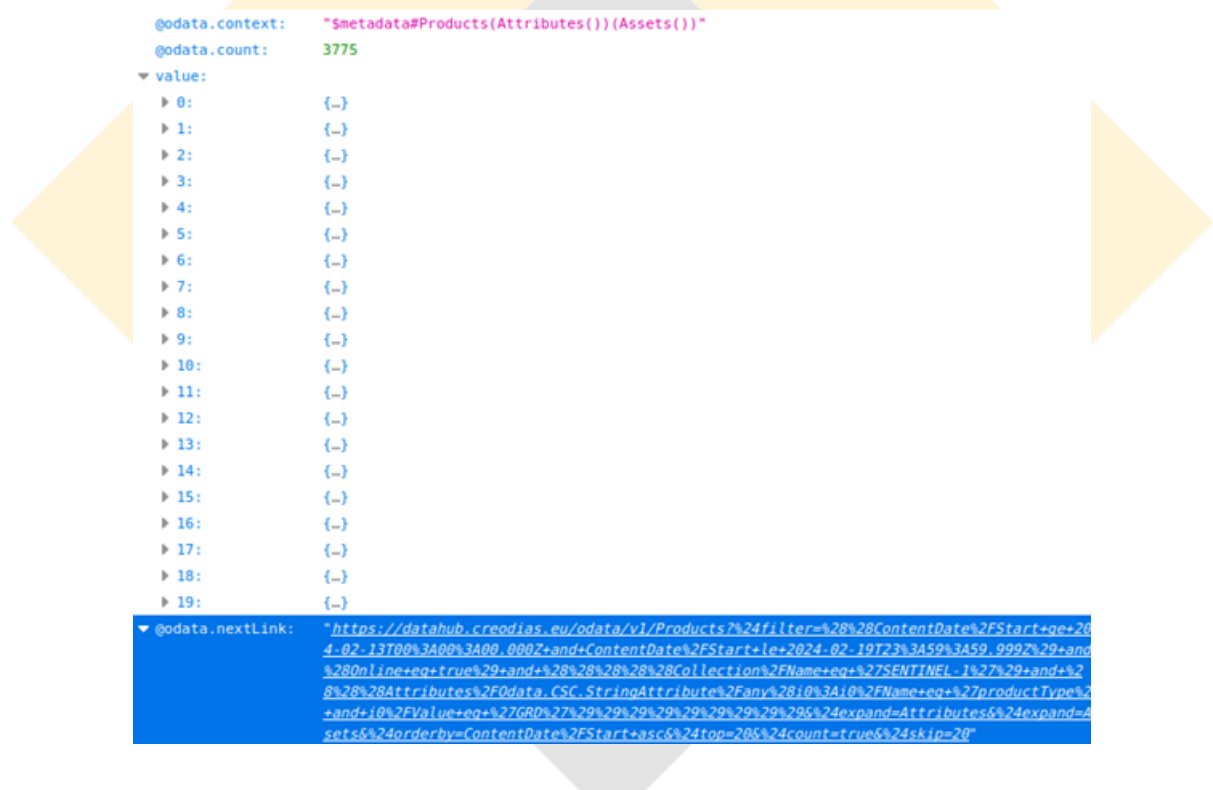 @odata.context: "$metadata#Products(Attributes())(Assets())"
@odata.count: 3775
value:
0: {…}
1: {…}
2: {…}
3: {…}
4: {…}
5: {…}
6: {…}
7: {…}
8: {…}
9: {…}
10: {…}
11: {…}
12: {…}
13: {…}
14: {…}
15: {…}
16: {…}
17: {…}
18: {…}
19: {…}
@odata.nextLink: "https://datahub.creodias.eu/odata/v1/Products?%24filter=%28%28ContentDate%2FStart+ge+20
4-02-13T00%3A00%3A00.000Z+and+ContentDate%2FStart+le+2024-02-19T23%3A59%3A59.999Z%29+and
%28Online+eq+true%29+and+%28%28%28%28%28Collection%2FName+eq+%27SENTINEL-1%27%29+and+%2
8%28%28Attributes%2FOdata.CSC.StringAttribute%2Fany%28i0%3Ai0%2FName+eq+%27productType%2
+and+i0%2FValue+eq+%27GRD%27%29%29%29%29%29%29%29%29%29&%24expand=Attributes&%24expand=A
sets&%24orderby=ContentDate%2FStart+asc&%24top=20&%24count=true&%24skip=20"